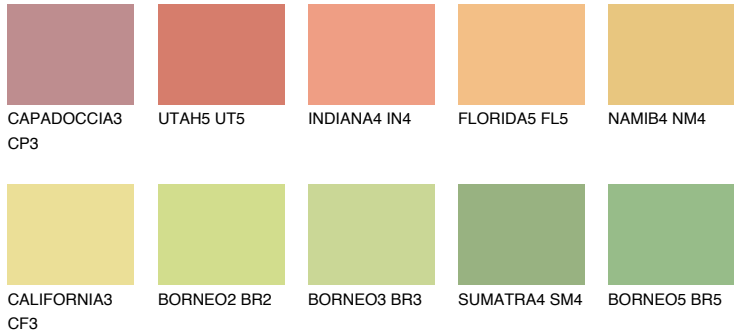 CAPADOCCIA3
CP3
UTAH5 UT5
INDIANA4 IN4
FLORIDA5 FL5
NAMIB4 NM4
CALIFORNIA3
CF3
BORNEO2 BR2
BORNEO3 BR3
SUMATRA4 SM4
BORNEO5 BR5